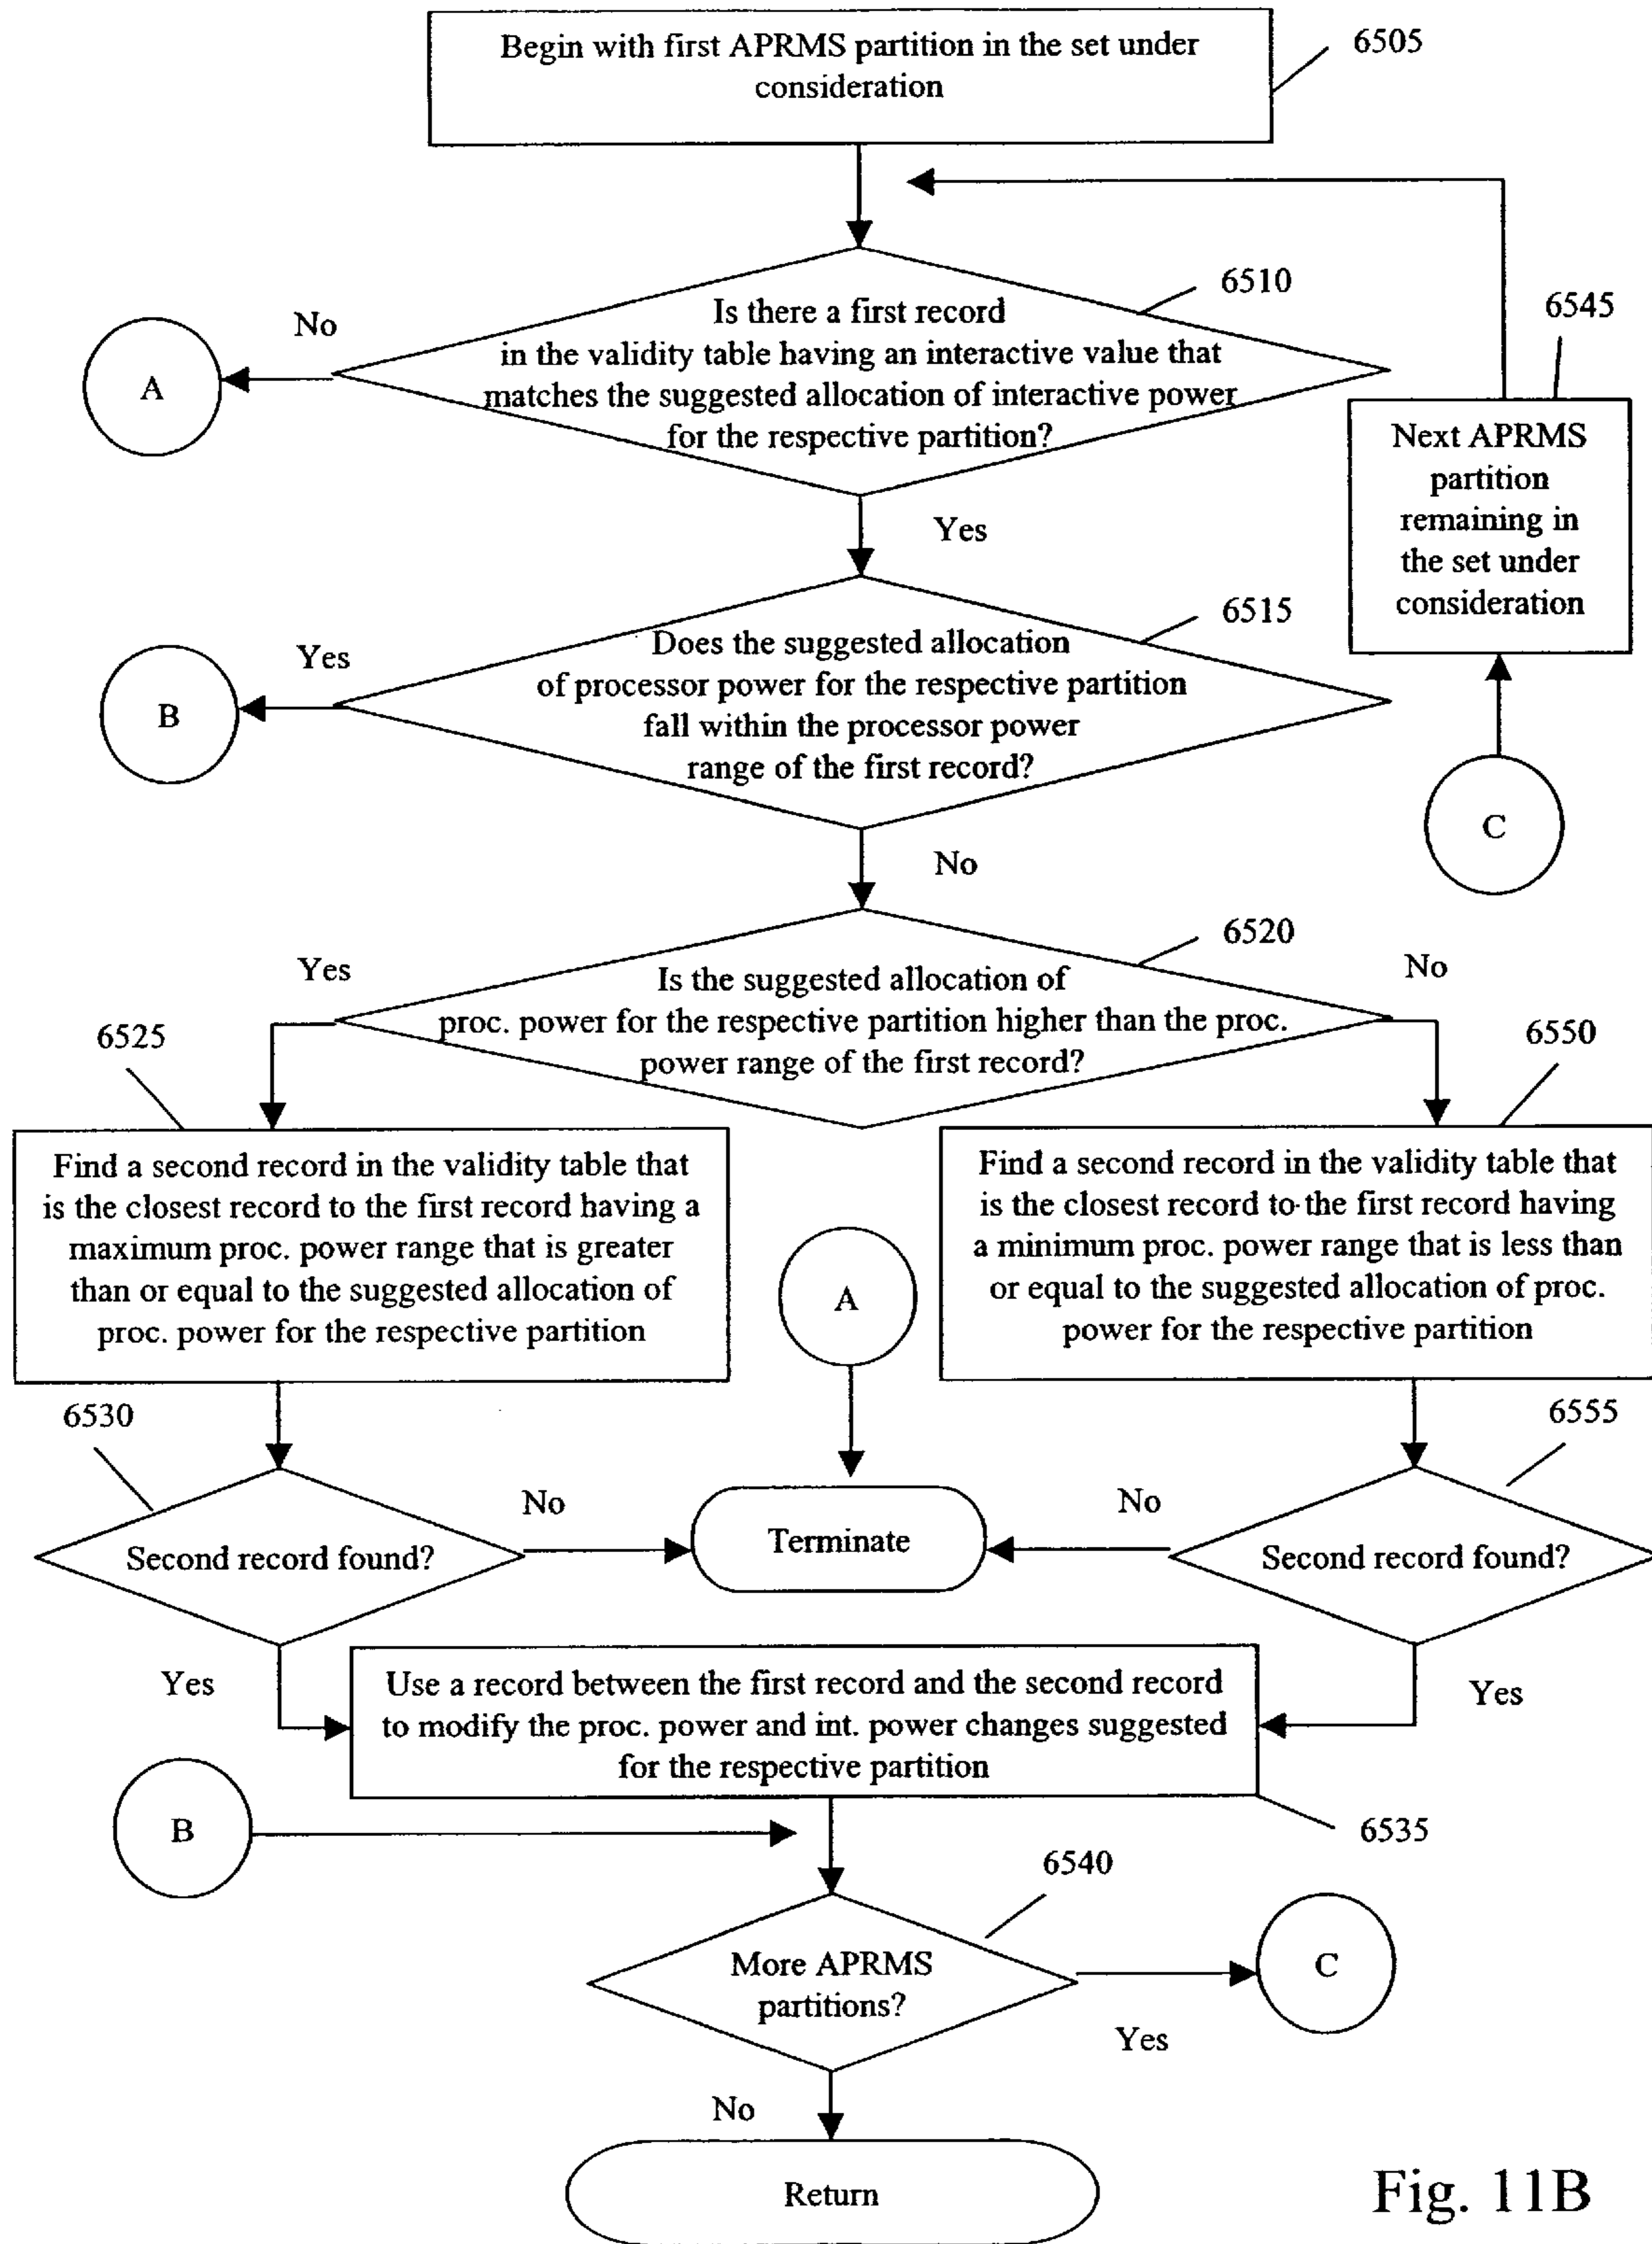 Begin with first APRMS partition in the set under
consideration
6505
6510
Is there a first record
in the validity table having an interactive value that
matches the suggested allocation of interactive power
for the respective partition?
No
A
6545
Next APRMS
partition
remaining in
the set under
consideration
Yes
6515
Does the suggested allocation
of processor power for the respective partition
fall within the processor power
range of the first record?
Yes
B
C
No
6520
Is the suggested allocation of
proc. power for the respective partition higher than the proc.
power range of the first record?
Yes
No
6525
6550
Find a second record in the validity table that
is the closest record to the first record having a
maximum proc. power range that is greater
than or equal to the suggested allocation of
proc. power for the respective partition
A
Find a second record in the validity table that
is the closest record to the first record having
a minimum proc. power range that is less than
or equal to the suggested allocation of proc.
power for the respective partition
6530
6555
Second record found?
No
Terminate
No
Second record found?
Yes
Yes
Use a record between the first record and the second record
to modify the proc. power and int. power changes suggested
for the respective partition
6535
B
6540
More APRMS
partitions?
C
Yes
No
Return
Fig. 11B